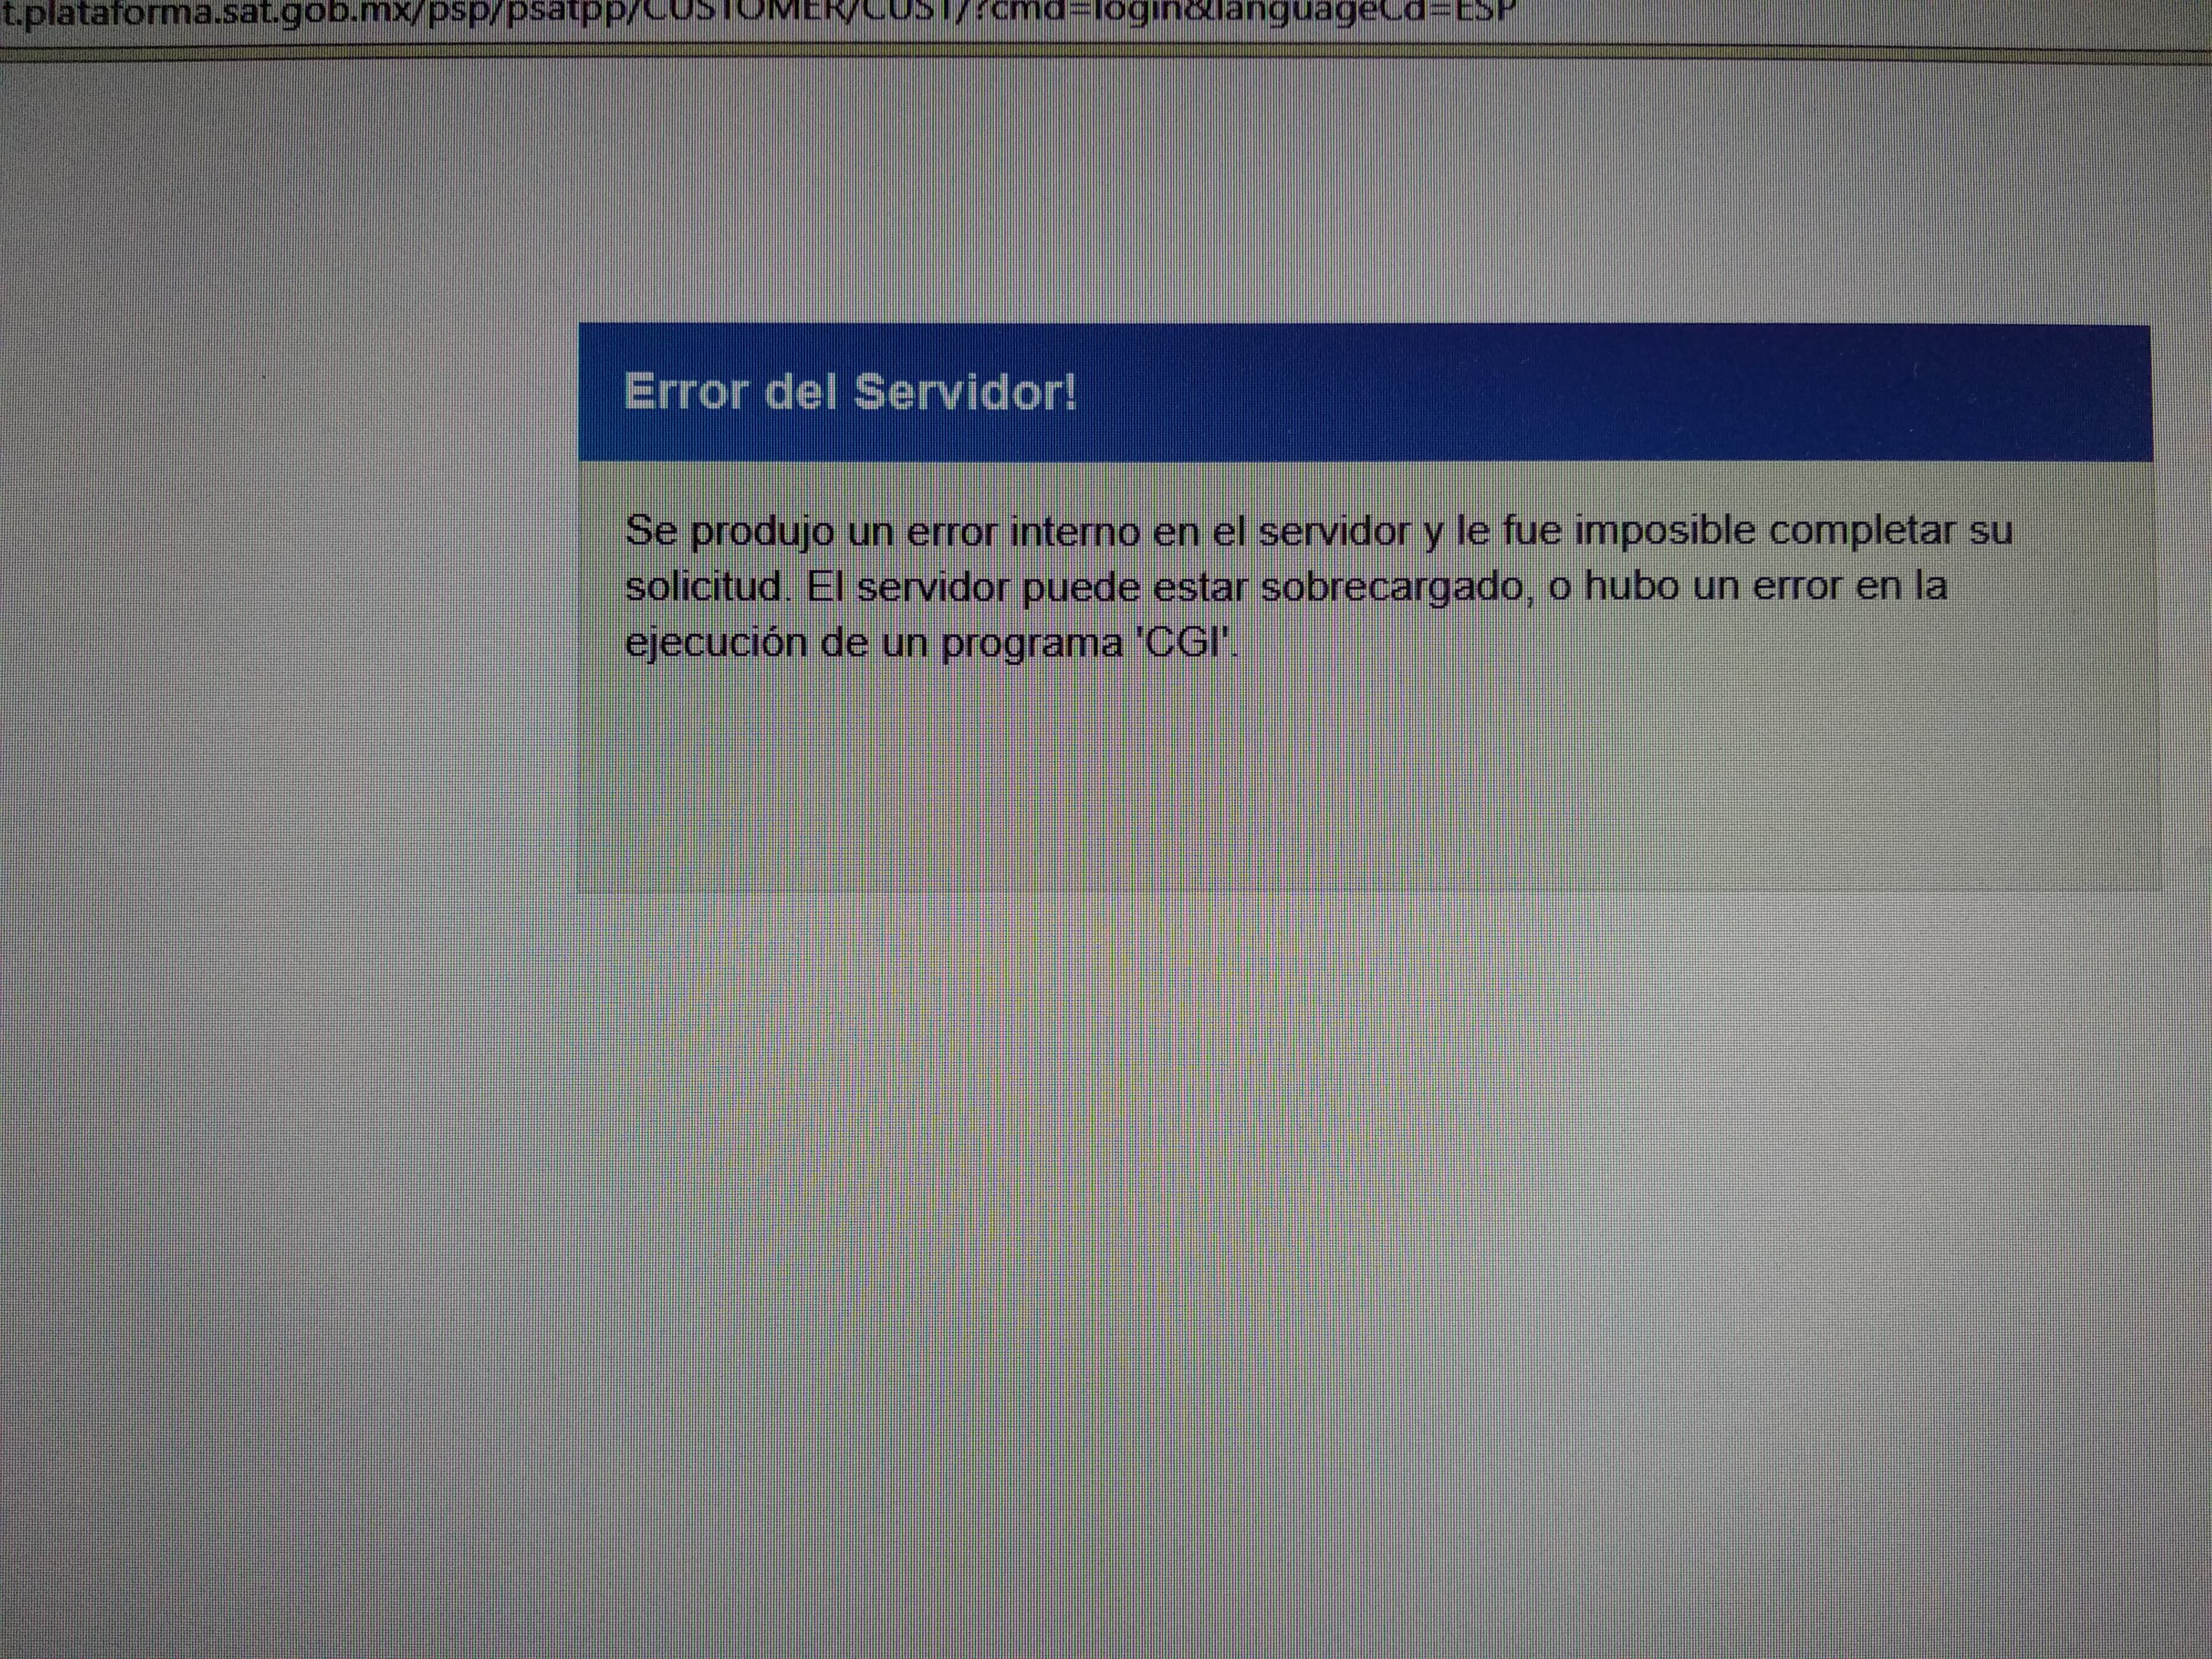 t.plataforma.sat.gob.mx/psp/psatpp/CUSTOMER/CUST/?cmd=login&languageCd=ESP
Error del Servidor!
Se produjo un error interno en el servidor y le fue imposible completar su
solicitud. El servidor puede estar sobrecargado, o hubo un error en la
ejecución de un programa 'CGI'.